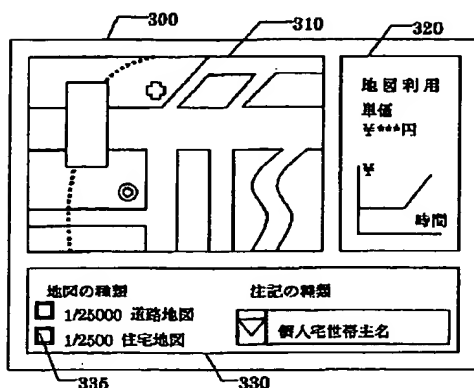 300
310
320
地図利用
単価
¥***円
¥
時間
地図の種類
1/25000 道路地図
1/2500 住宅地図
注記の種類
個人宅世帯主名
335
330